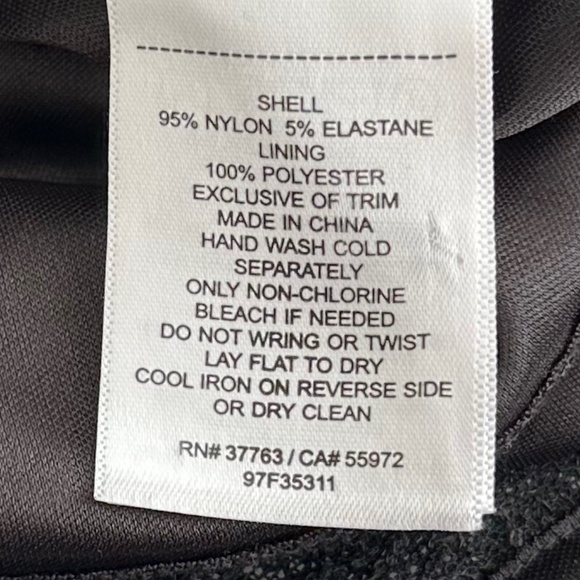 SHELL
95% NYLON 5% ELASTANE
LINING
100% POLYESTER
EXCLUSIVE OF TRIM
MADE IN CHINA
HAND WASH COLD
SEPARATELY
ONLY NON-CHLORINE
BLEACH IF NEEDED
DO NOT WRING OR TWIST
LAY FLAT TO DRY
COOL IRON ON REVERSE SIDE
OR DRY CLEAN
RN# 37763 / CA# 55972
97F35311